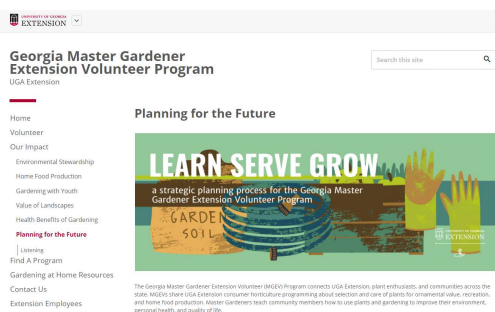 UNIVERSITY OF GEORGIA
EXTENSION
Georgia Master Gardener
Extension Volunteer Program
UGA Extension
Search this site
Home
Volunteer
Our Impact
Environmental Stewardship
Home Food Production
Gardening with Youth
Value of Landscapes
Health Benefits of Gardening
Planning for the Future
Listening
Find A Program
Gardening at Home Resources
Contact Us
Extension Employees
Planning for the Future
LEARN SERVE GROW
a strategic planning process for the Georgia Master
Gardener Extension Volunteer Program
GARDEN
SOIL
UNIVERSITY OF GEORGIA
EXTENSION
The Georgia Master Gardener Extension Volunteer (MGEV) Program connects UGA Extension, plant enthusiasts, and communities across the
state. MGEVs share UGA Extension consumer horticulture programming about selection and care of plants for ornamental value, recreation,
and home food production. Master Gardeners teach community members how to use plants and gardening to improve their environment,
personal health, and quality of life.